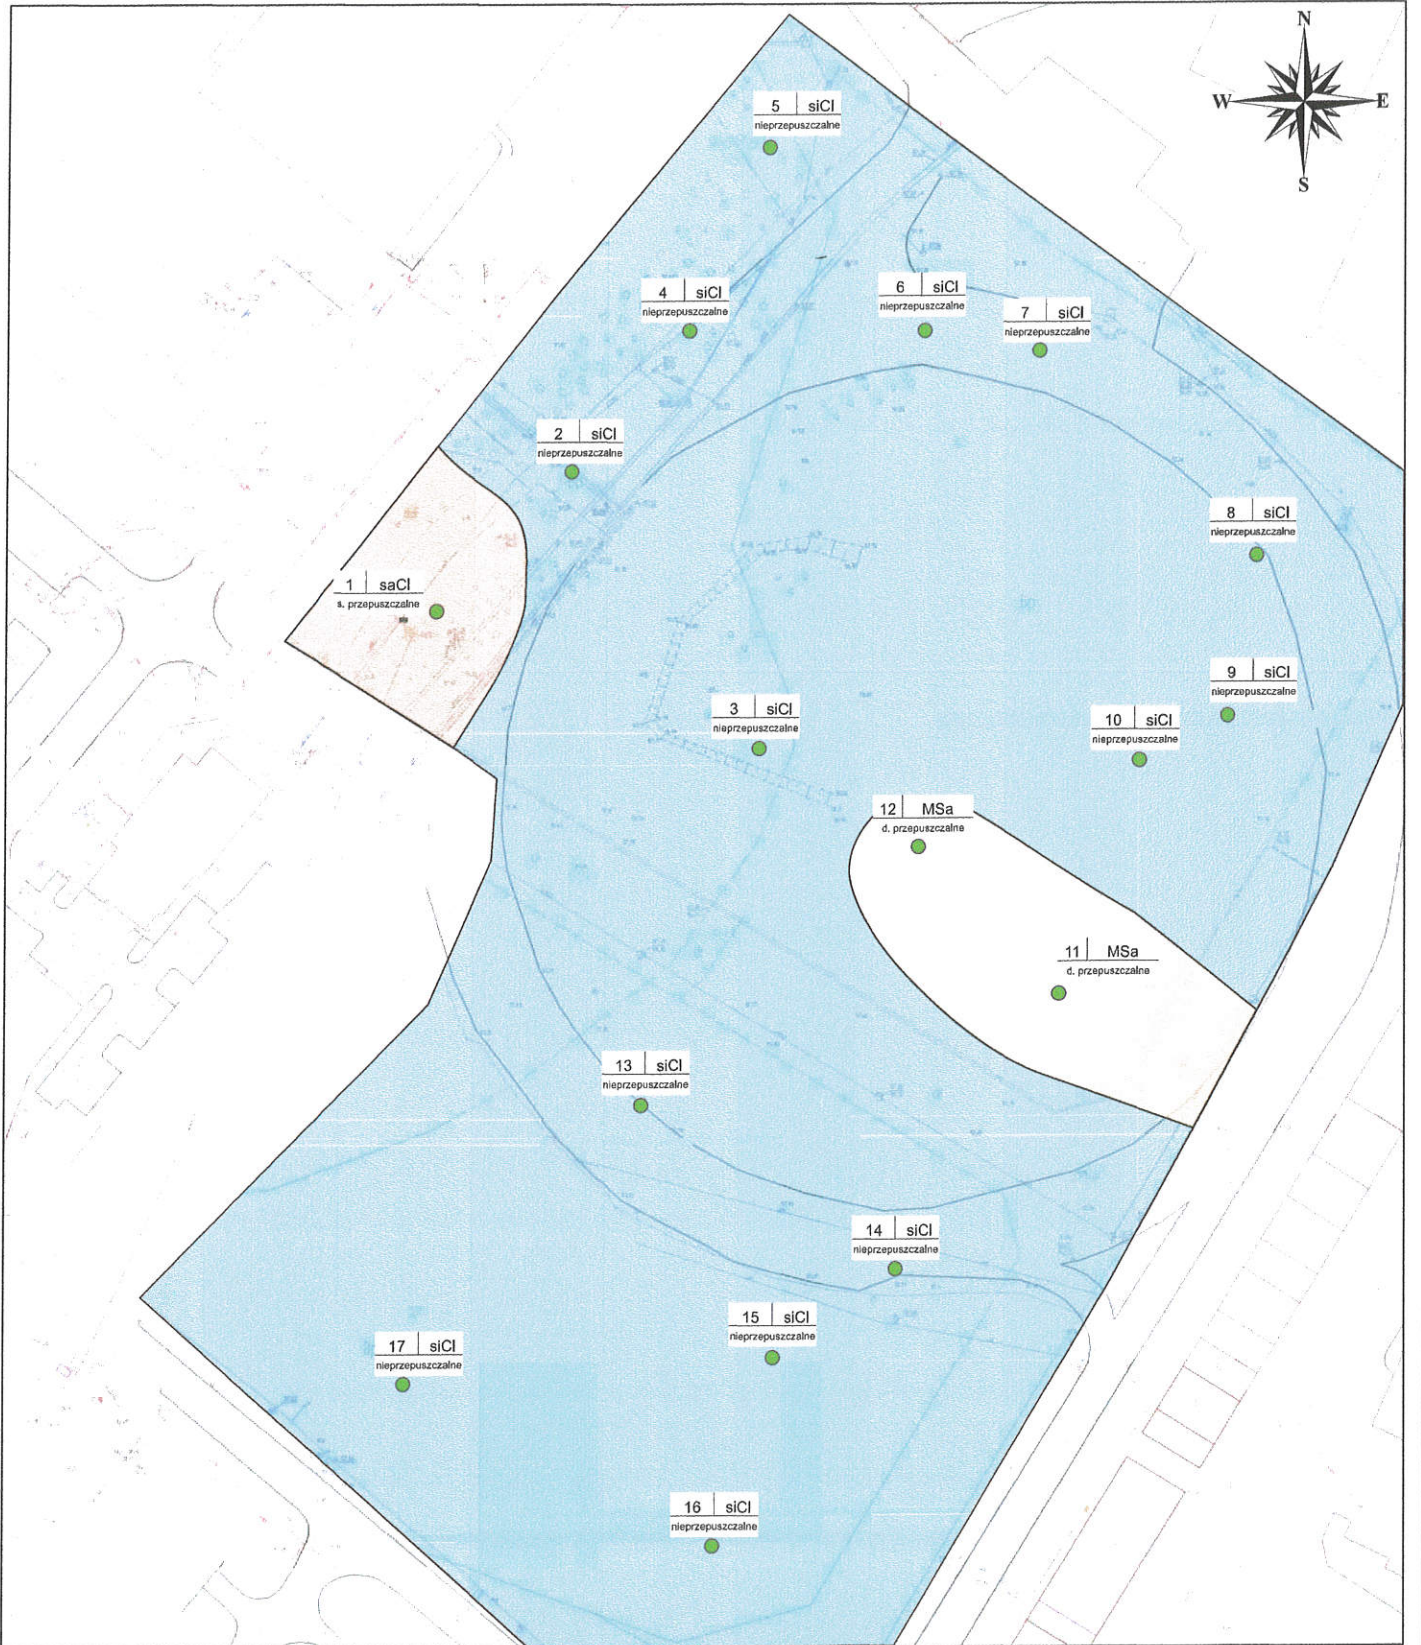 N
W E
S
5 siCl
nieprzepuszczalne
4 siCl
nieprzepuszczalne
6 siCl
nieprzepuszczalne
7 siCl
nieprzepuszczalne
2 siCl
nieprzepuszczalne
8 siCl
nieprzepuszczalne
1 saCl
s. przepuszczalne
9 siCl
nieprzepuszczalne
3 siCl
nieprzepuszczalne
10 siCl
nieprzepuszczalne
12 MSa
d. przepuszczalne
11 MSa
d. przepuszczalne
13 siCl
nieprzepuszczalne
14 siCl
nieprzepuszczalne
15 siCl
nieprzepuszczalne
17 siCl
nieprzepuszczalne
16 siCl
nieprzepuszczalne